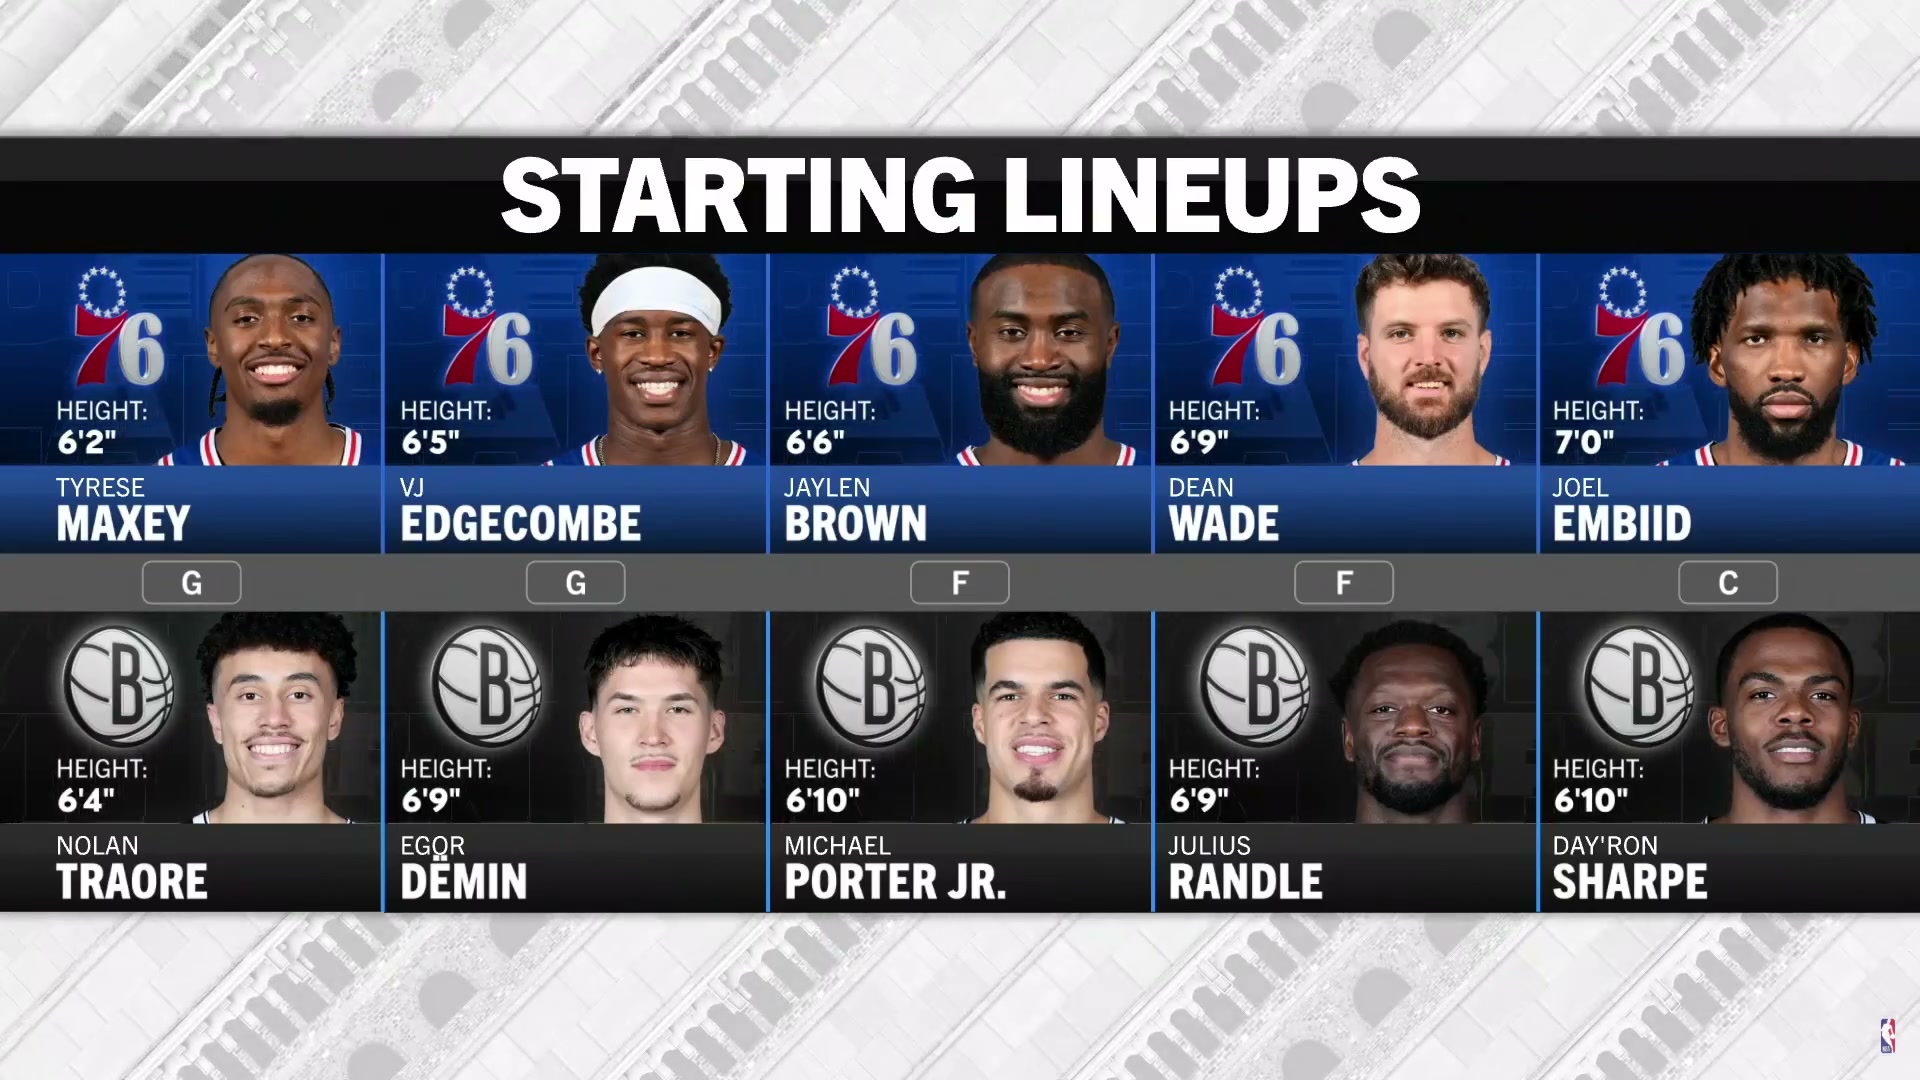 STARTING LINEUPS
76
HEIGHT:
6'2"
TYRESE
MAXEY
76
HEIGHT:
6'5"
VJ
EDGECOMBE
76
HEIGHT:
6'6"
JAYLEN
BROWN
76
HEIGHT:
6'9"
DEAN
WADE
76
HEIGHT:
7'0"
JOEL
EMBIID
G
G
F
F
C
B
HEIGHT:
6'4"
NOLAN
TRAORE
B
HEIGHT:
6'9"
EGOR
DËMIN
B
HEIGHT:
6'10"
MICHAEL
PORTER JR.
B
HEIGHT:
6'9"
JULIUS
RANDLE
B
HEIGHT:
6'10"
DAY'RON
SHARPE
NBA